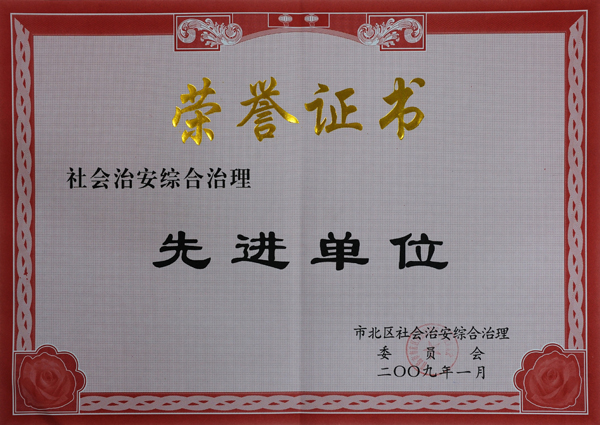 荣誉证书
社会治安综合治理
先进单位
市北区社会治安综合治理
委员会
二〇〇九年一月